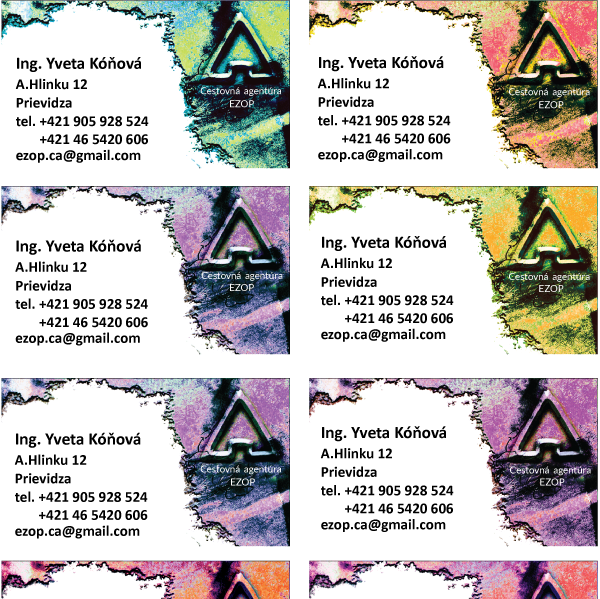 Ing. Yveta Kóňová
A.Hlinku 12
Prievidza
tel. +421 905 928 524
+421 46 5420 606
ezop.ca@gmail.com
Cestovná agentúra
EZOP
Ing. Yveta Kóňová
A.Hlinku 12
Prievidza
tel. +421 905 928 524
+421 46 5420 606
ezop.ca@gmail.com
Cestovná agentúra
EZOP
Ing. Yveta Kóňová
A.Hlinku 12
Prievidza
tel. +421 905 928 524
+421 46 5420 606
ezop.ca@gmail.com
Cestovná agentúra
EZOP
Ing. Yveta Kóňová
A.Hlinku 12
Prievidza
tel. +421 905 928 524
+421 46 5420 606
ezop.ca@gmail.com
Cestovná agentúra
EZOP
Ing. Yveta Kóňová
A.Hlinku 12
Prievidza
tel. +421 905 928 524
+421 46 5420 606
ezop.ca@gmail.com
Cestovná agentúra
EZOP
Ing. Yveta Kóňová
A.Hlinku 12
Prievidza
tel. +421 905 928 524
+421 46 5420 606
ezop.ca@gmail.com
Cestovná agentúra
EZOP